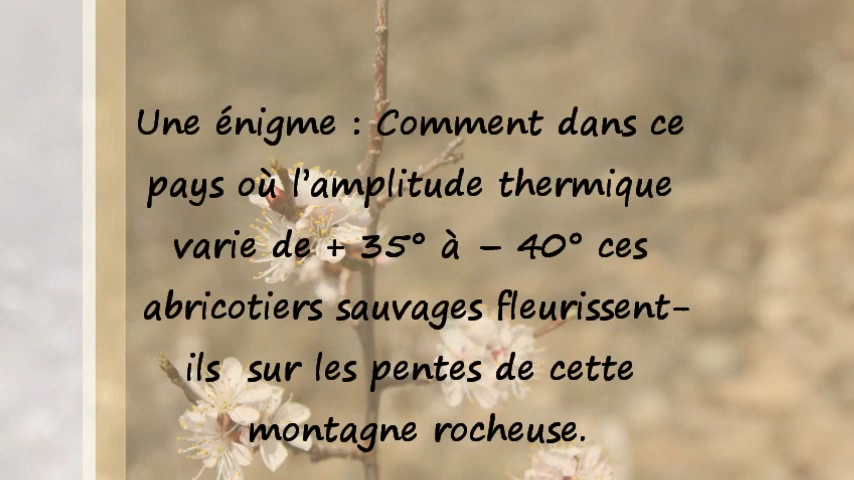 Une énigme : Comment dans ce
pays où l'amplitude thermique
varie de + 35° à – 40° ces
abricotiers sauvages fleurissent-
ils sur les pentes de cette
montagne rocheuse.